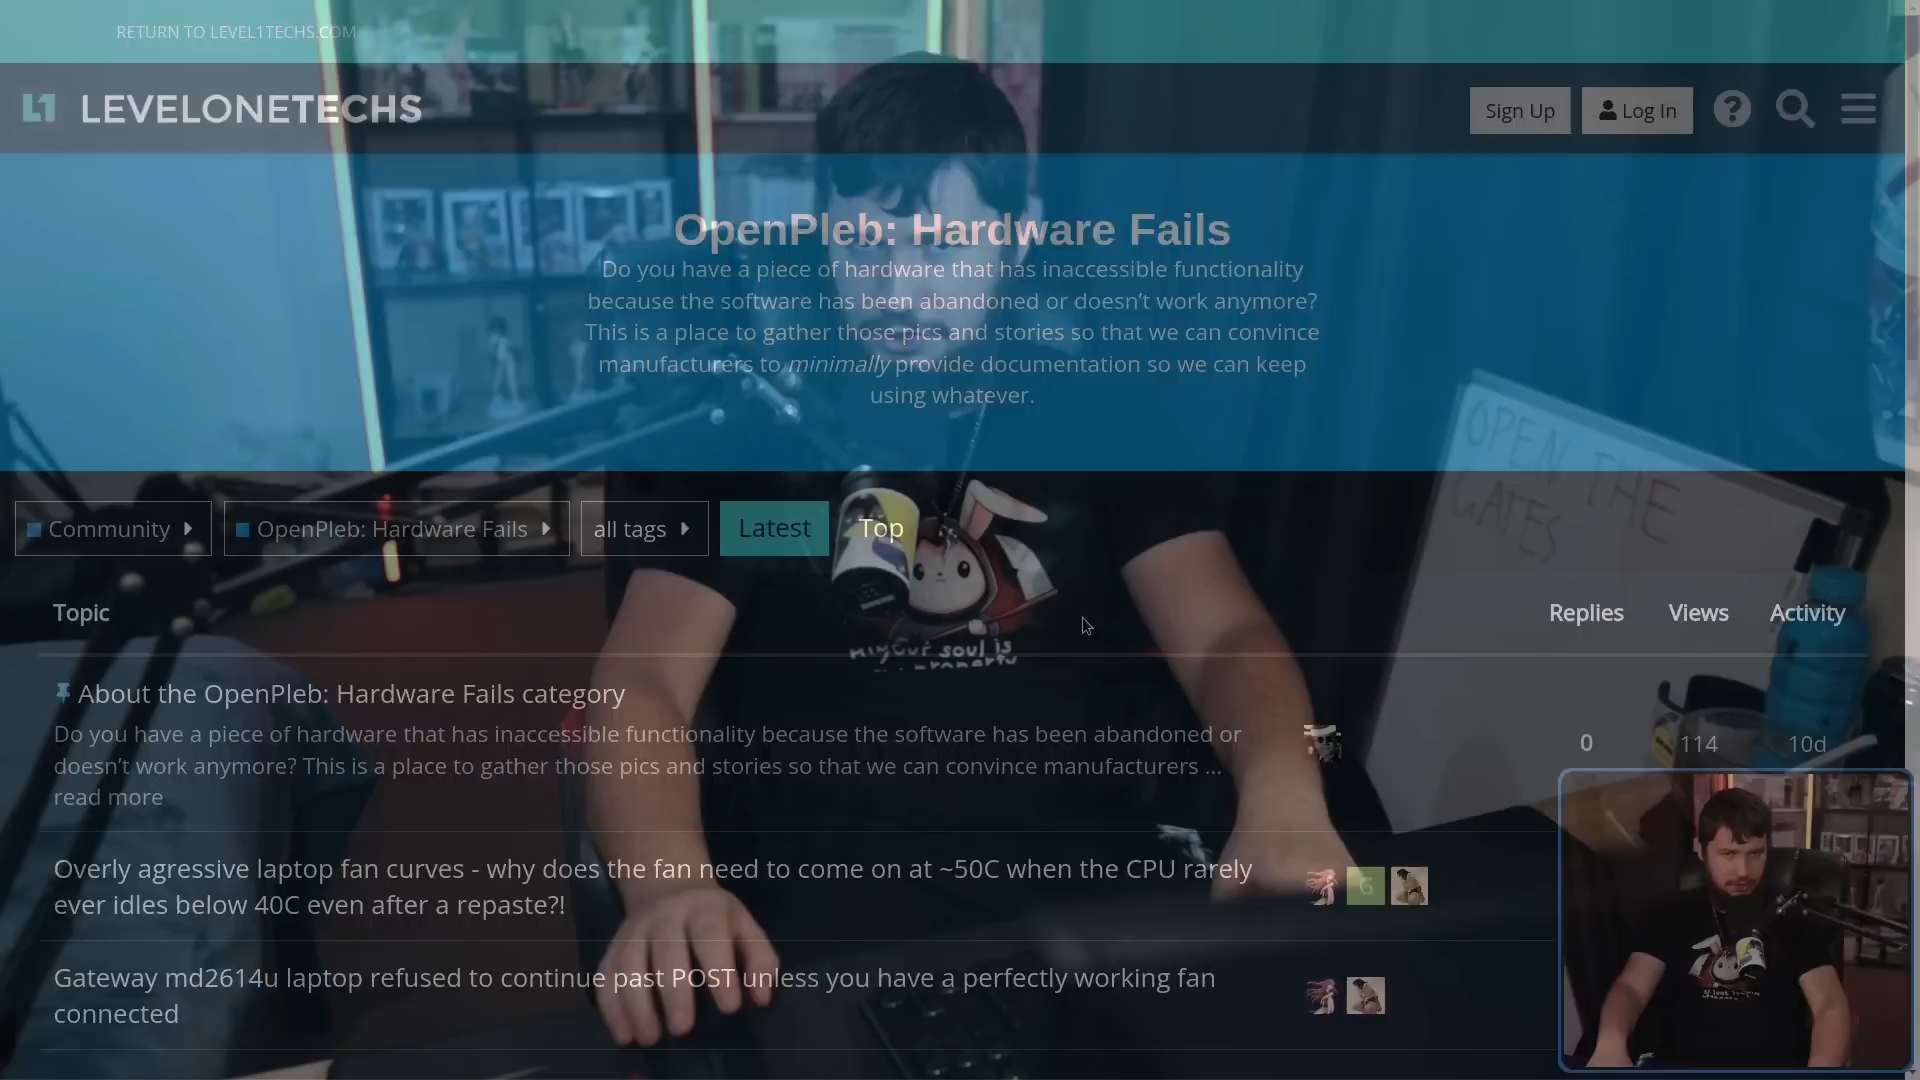 RETURN TO LEVEL1TECHS.COM
L1 LEVELONETECHS
Sign Up
Log In
OpenPleb: Hardware Fails
Do you have a piece of hardware that has inaccessible functionality
because the software has been abandoned or doesn’t work anymore?
This is a place to gather those pics and stories so that we can convince
manufacturers to minimally provide documentation so we can keep
using whatever.
OPEN THE
GATES
Community
OpenPleb: Hardware Fails
all tags
Latest
Top
Topic
Replies
Views
Activity
your soul is
property
About the OpenPleb: Hardware Fails category
Do you have a piece of hardware that has inaccessible functionality because the software has been abandoned or
doesn’t work anymore? This is a place to gather those pics and stories so that we can convince manufacturers ...
read more
0
114
10d
Overly agressive laptop fan curves - why does the fan need to come on at ~50C when the CPU rarely
ever idles below 40C even after a repaste?!
G
Gateway md2614u laptop refused to continue past POST unless you have a perfectly working fan
connected